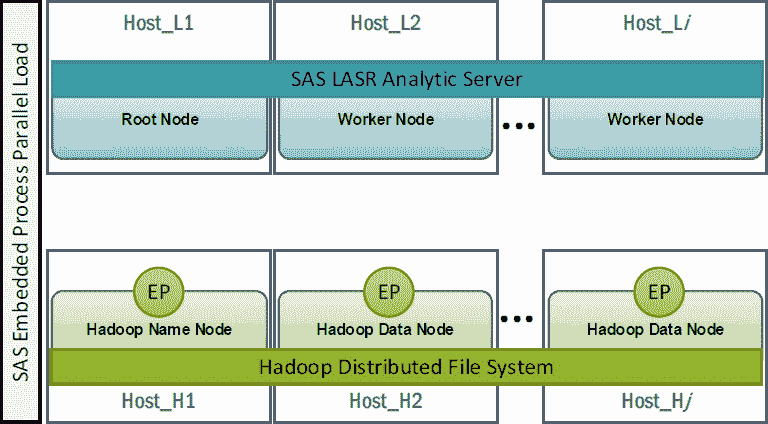 SAS Embedded Process Parallel Load
Host_L1
Host_L2
Host_Li
SAS LASR Analytic Server
Root Node
Worker Node
Worker Node
EP
EP
EP
Hadoop Name Node
Hadoop Data Node
Hadoop Data Node
Hadoop Distributed File System
Host_H1
Host_H2
Host_Hj